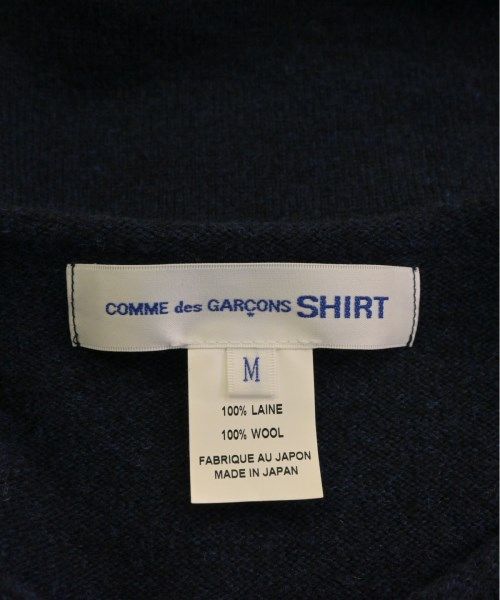 COMME des GARÇONS SHIRT
M
100% LAINE
100% WOOL
FABRIQUE AU JAPON
MADE IN JAPAN